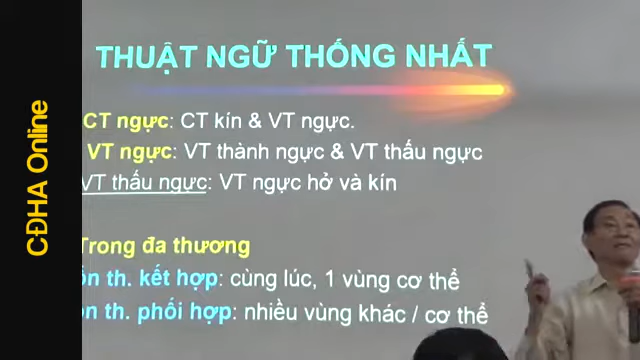 THUẬT NGỮ THỐNG NHẤT
CT ngực: CT kín & VT ngực.
VT ngực: VT thành ngực & VT thấu ngực
VT thấu ngực: VT ngực hở và kín
Trong đa thương
th. kết hợp: cùng lúc, 1 vùng cơ thể
th. phối hợp: nhiều vùng khác / cơ thể
CĐHA Online